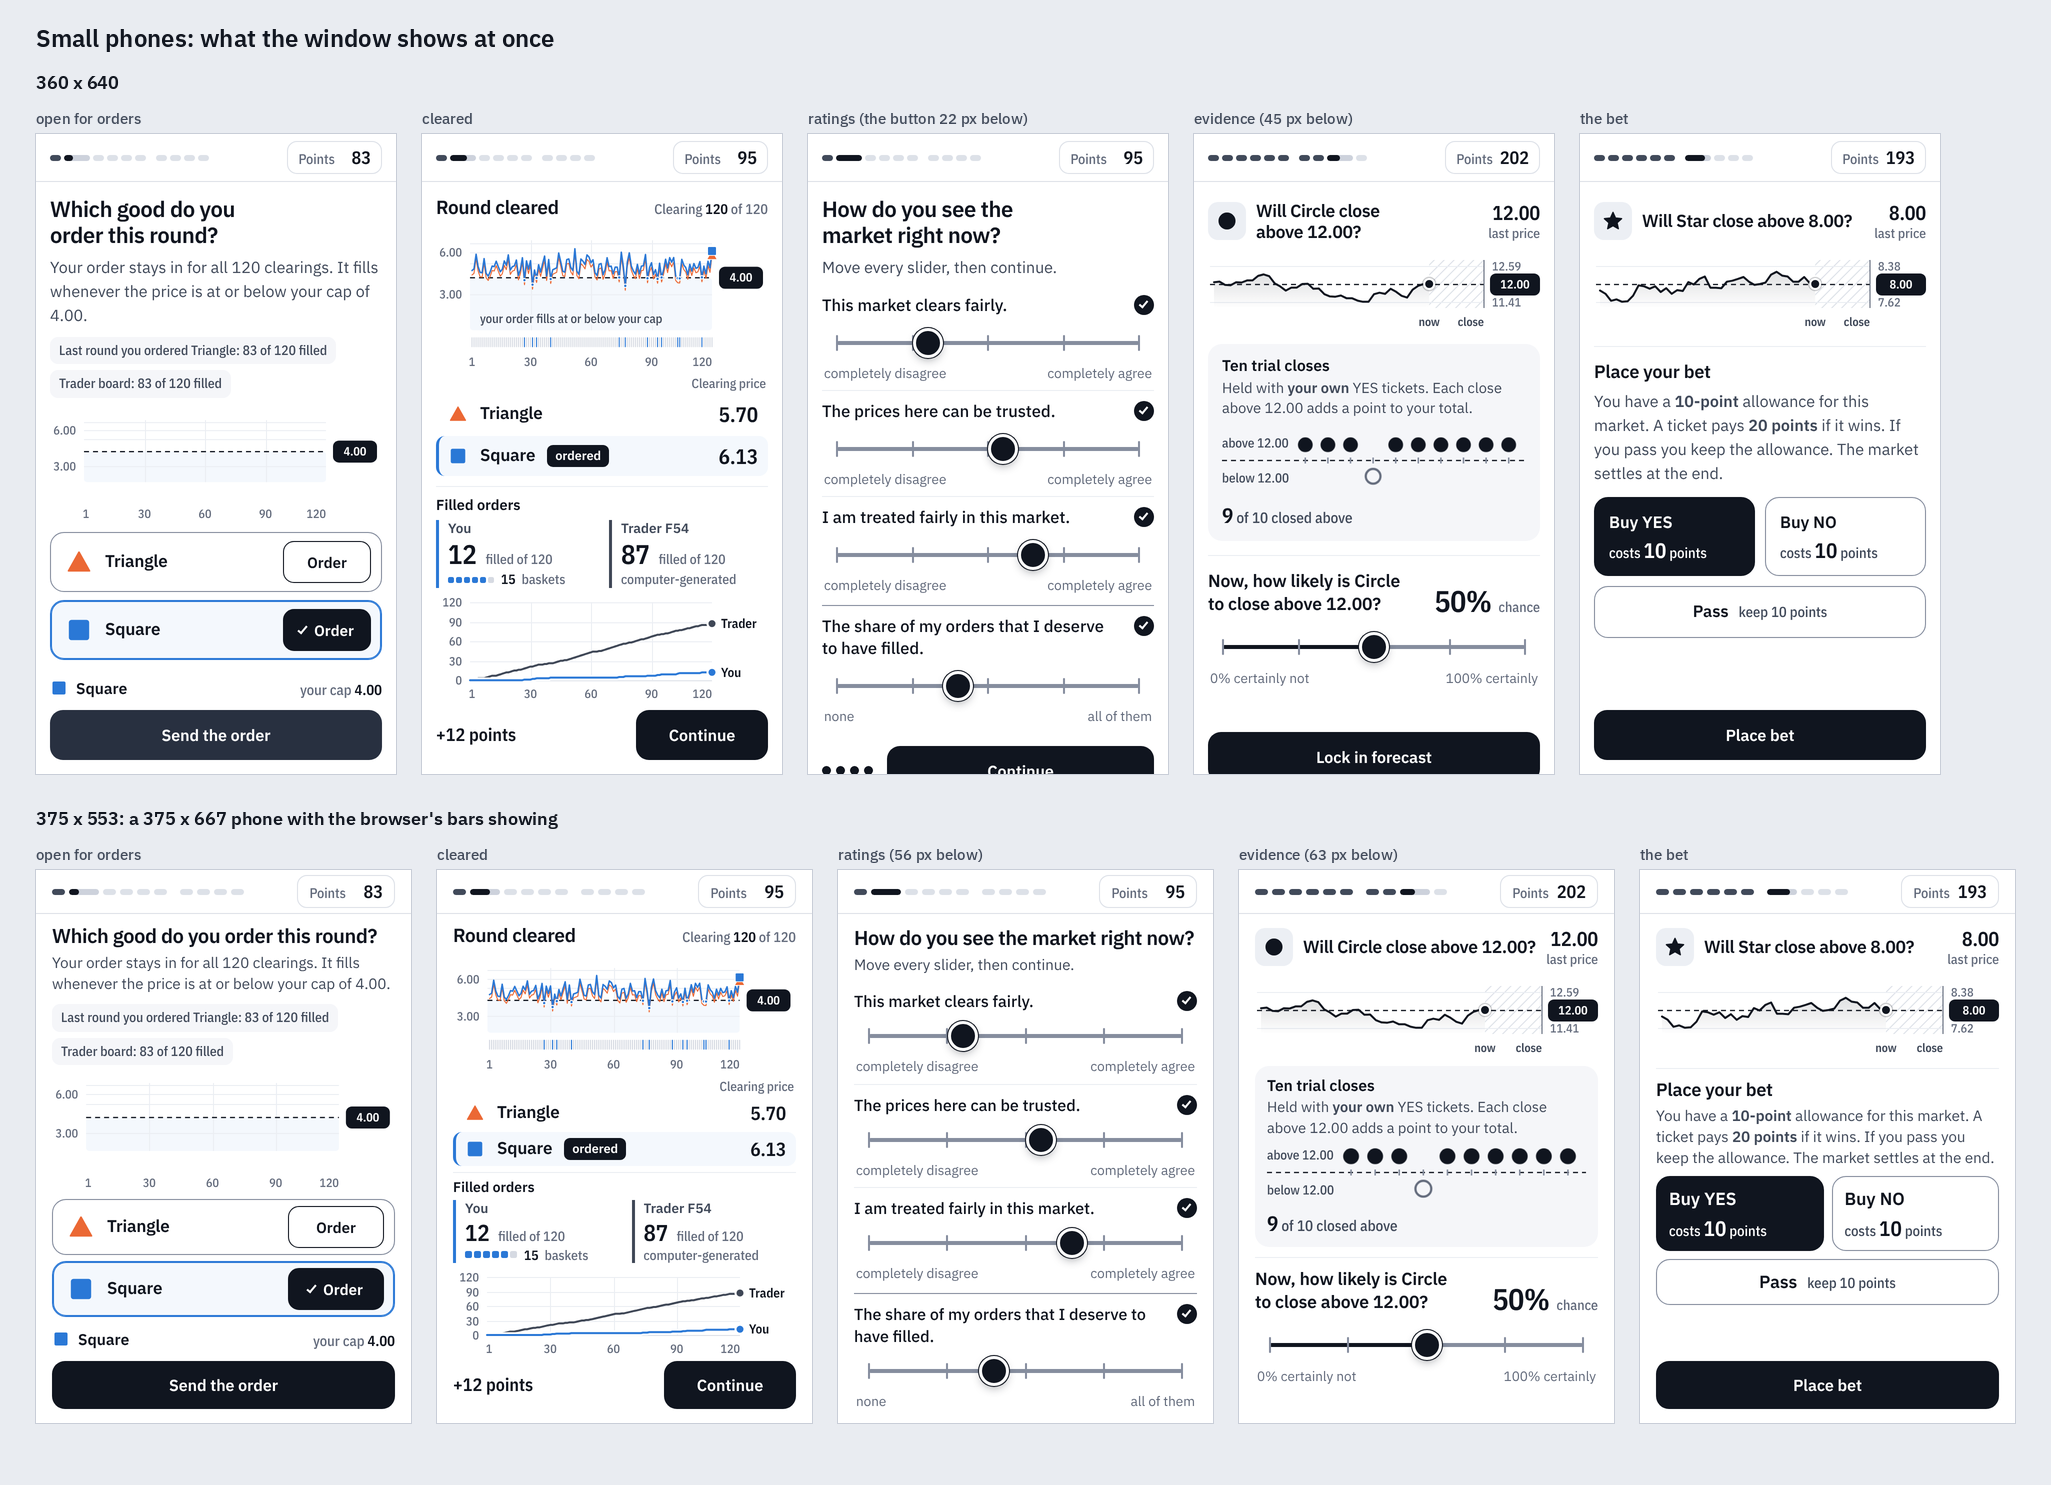 Small phones: what the window shows at once
360 x 640
open for orders
Points 83
Which good do you
order this round?
Your order stays in for all 120 clearings. It fills
whenever the price is at or below your cap of
4.00.
Last round you ordered Triangle: 83 of 120 filled
Trader board: 83 of 120 filled
6.00
4.00
3.00
1 30 60 90 120
Triangle
Order
Square
✓ Order
Square
your cap 4.00
Send the order
cleared
Points 95
Round cleared
Clearing 120 of 120
6.00
4.00
3.00
your order fills at or below your cap
1 30 60 90 120
Clearing price
Triangle 5.70
Square ordered 6.13
Filled orders
You
12 filled of 120
15 baskets
Trader F54
87 filled of 120
computer-generated
120
90
60
30
0
Trader
You
1 30 60 90 120
+12 points
Continue
ratings (the button 22 px below)
Points 95
How do you see the
market right now?
Move every slider, then continue.
This market clears fairly.
completely disagree completely agree
The prices here can be trusted.
completely disagree completely agree
I am treated fairly in this market.
completely disagree completely agree
The share of my orders that I deserve
to have filled.
none all of them
Continue
evidence (45 px below)
Points 202
Will Circle close
above 12.00?
12.00
last price
12.59
12.00
11.41
now close
Ten trial closes
Held with your own YES tickets. Each close
above 12.00 adds a point to your total.
above 12.00
below 12.00
9 of 10 closed above
Now, how likely is Circle
to close above 12.00?
50% chance
0% certainly not 100% certainly
Lock in forecast
the bet
Points 193
Will Star close above 8.00?
8.00
last price
8.38
8.00
7.62
now close
Place your bet
You have a 10-point allowance for this
market. A ticket pays 20 points if it wins. If
you pass you keep the allowance. The market
settles at the end.
Buy YES
costs 10 points
Buy NO
costs 10 points
Pass keep 10 points
Place bet
375 x 553: a 375 x 667 phone with the browser's bars showing
open for orders
Points 83
Which good do you order this round?
Your order stays in for all 120 clearings. It fills
whenever the price is at or below your cap of 4.00.
Last round you ordered Triangle: 83 of 120 filled
Trader board: 83 of 120 filled
6.00
4.00
3.00
1 30 60 90 120
Triangle
Order
Square
✓ Order
Square
your cap 4.00
Send the order
cleared
Points 95
Round cleared
Clearing 120 of 120
6.00
4.00
3.00
1 30 60 90 120
Clearing price
Triangle 5.70
Square ordered 6.13
Filled orders
You
12 filled of 120
15 baskets
Trader F54
87 filled of 120
computer-generated
120
90
60
30
0
Trader
You
1 30 60 90 120
+12 points
Continue
ratings (56 px below)
Points 95
How do you see the market right now?
Move every slider, then continue.
This market clears fairly.
completely disagree completely agree
The prices here can be trusted.
completely disagree completely agree
I am treated fairly in this market.
completely disagree completely agree
The share of my orders that I deserve to
have filled.
none all of them
evidence (63 px below)
Points 202
Will Circle close above 12.00?
12.00
last price
12.59
12.00
11.41
now close
Ten trial closes
Held with your own YES tickets. Each close
above 12.00 adds a point to your total.
above 12.00
below 12.00
9 of 10 closed above
Now, how likely is Circle
to close above 12.00?
50% chance
0% certainly not 100% certainly
the bet
Points 193
Will Star close above 8.00?
8.00
last price
8.38
8.00
7.62
now close
Place your bet
You have a 10-point allowance for this market. A
ticket pays 20 points if it wins. If you pass you
keep the allowance. The market settles at the end.
Buy YES
costs 10 points
Buy NO
costs 10 points
Pass keep 10 points
Place bet